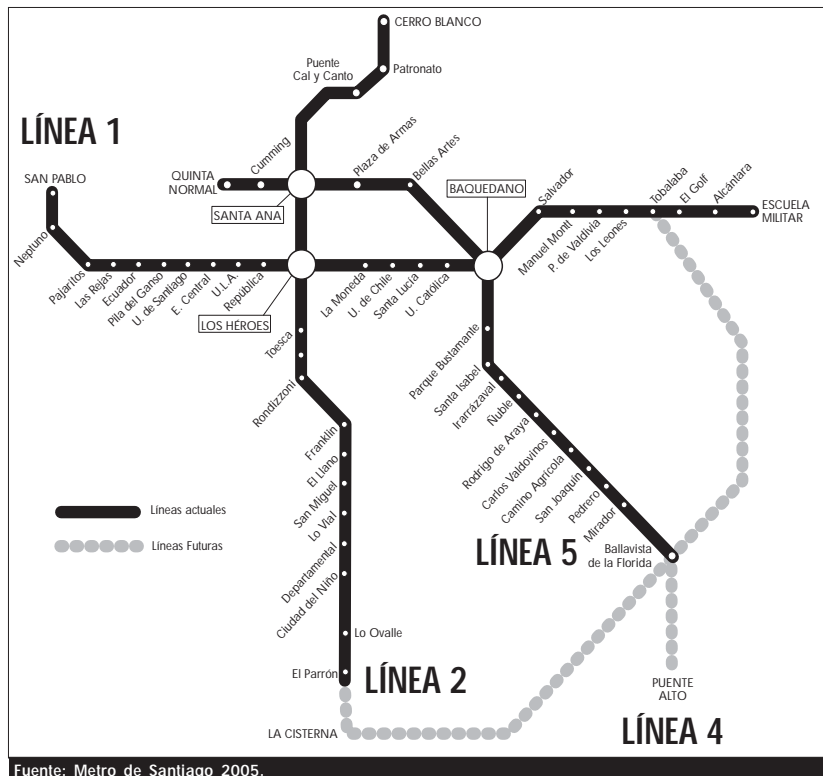 CERRO BLANCO
Puente
Cal y Canto
Patronato
LÍNEA 1
SAN PABLO
Neptuno
Pajaritos
Las Rejas
Ecuador
Pila del Ganso
U. de Santiago
E. Central
U.L.A.
República
LOS HÉROES
QUINTA
NORMAL
Cumming
SANTA ANA
Plaza de Armas
Bellas Artes
BAQUEDANO
La Moneda
U. de Chile
Santa Lucía
U. Católica
Salvador
Manuel Montt
P. de Valdivia
Los Leones
Tobalaba
El Golf
Alcántara
ESCUELA
MILITAR
Toesca
Rondizzoni
Franklin
El Llano
San Miguel
Lo Vial
Departamental
Ciudad del Niño
Lo Ovalle
El Parrón
LÍNEA 2
LA CISTERNA
Parque Bustamante
Santa Isabel
Irarrázaval
Ñuble
Rodrigo de Araya
Carlos Valdovinos
Camino Agrícola
San Joaquín
Pedrero
Mirador
Ballavista
de la Florida
LÍNEA 5
PUENTE
ALTO
LÍNEA 4
Líneas actuales
Líneas Futuras
Fuente: Metro de Santiago 2005.